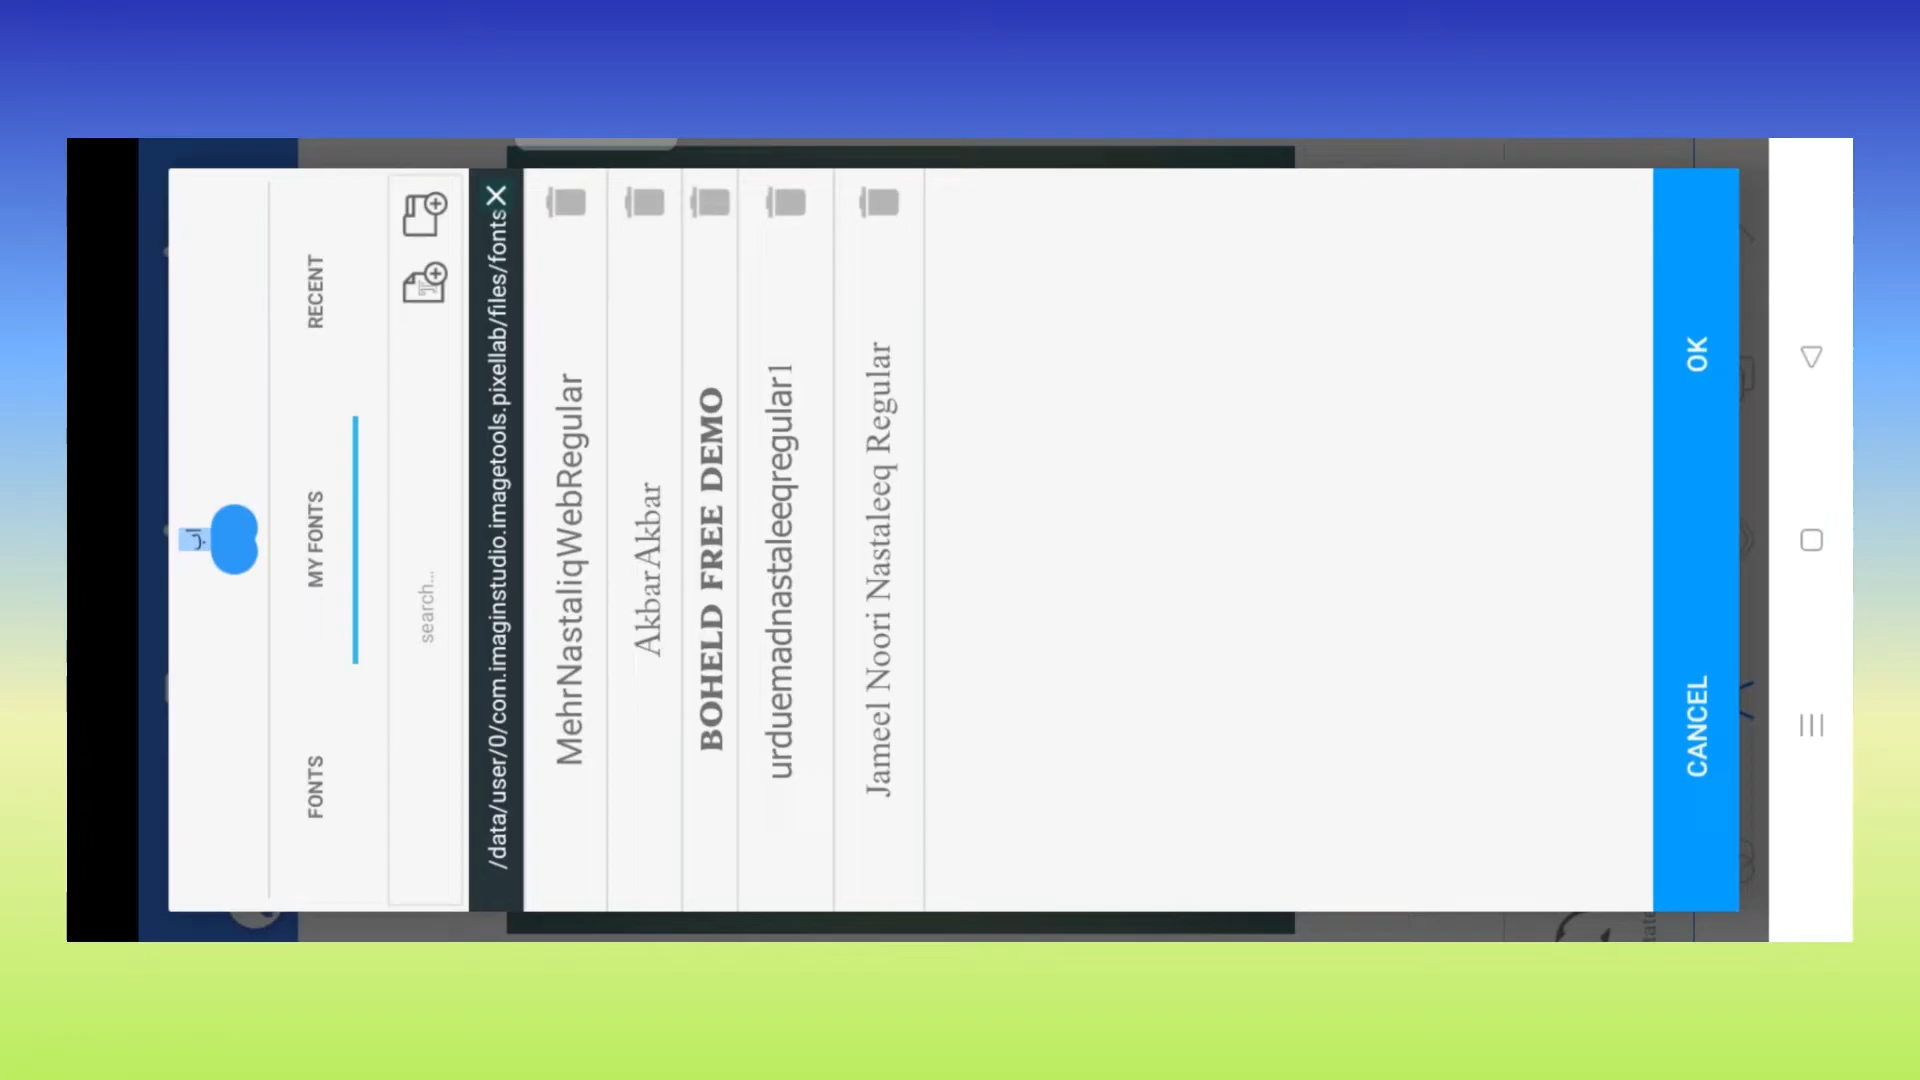 اب
FONTS MY FONTS RECENT
search...
/data/user/0/com.imaginstudio.imagetools.pixellab/files/fonts
MehrNastaliqWebRegular
AkbarAkbar
BOHELD FREE DEMO
urduemadnastaleeqregular1
Jameel Noori Nastaleeq Regular
CANCEL OK